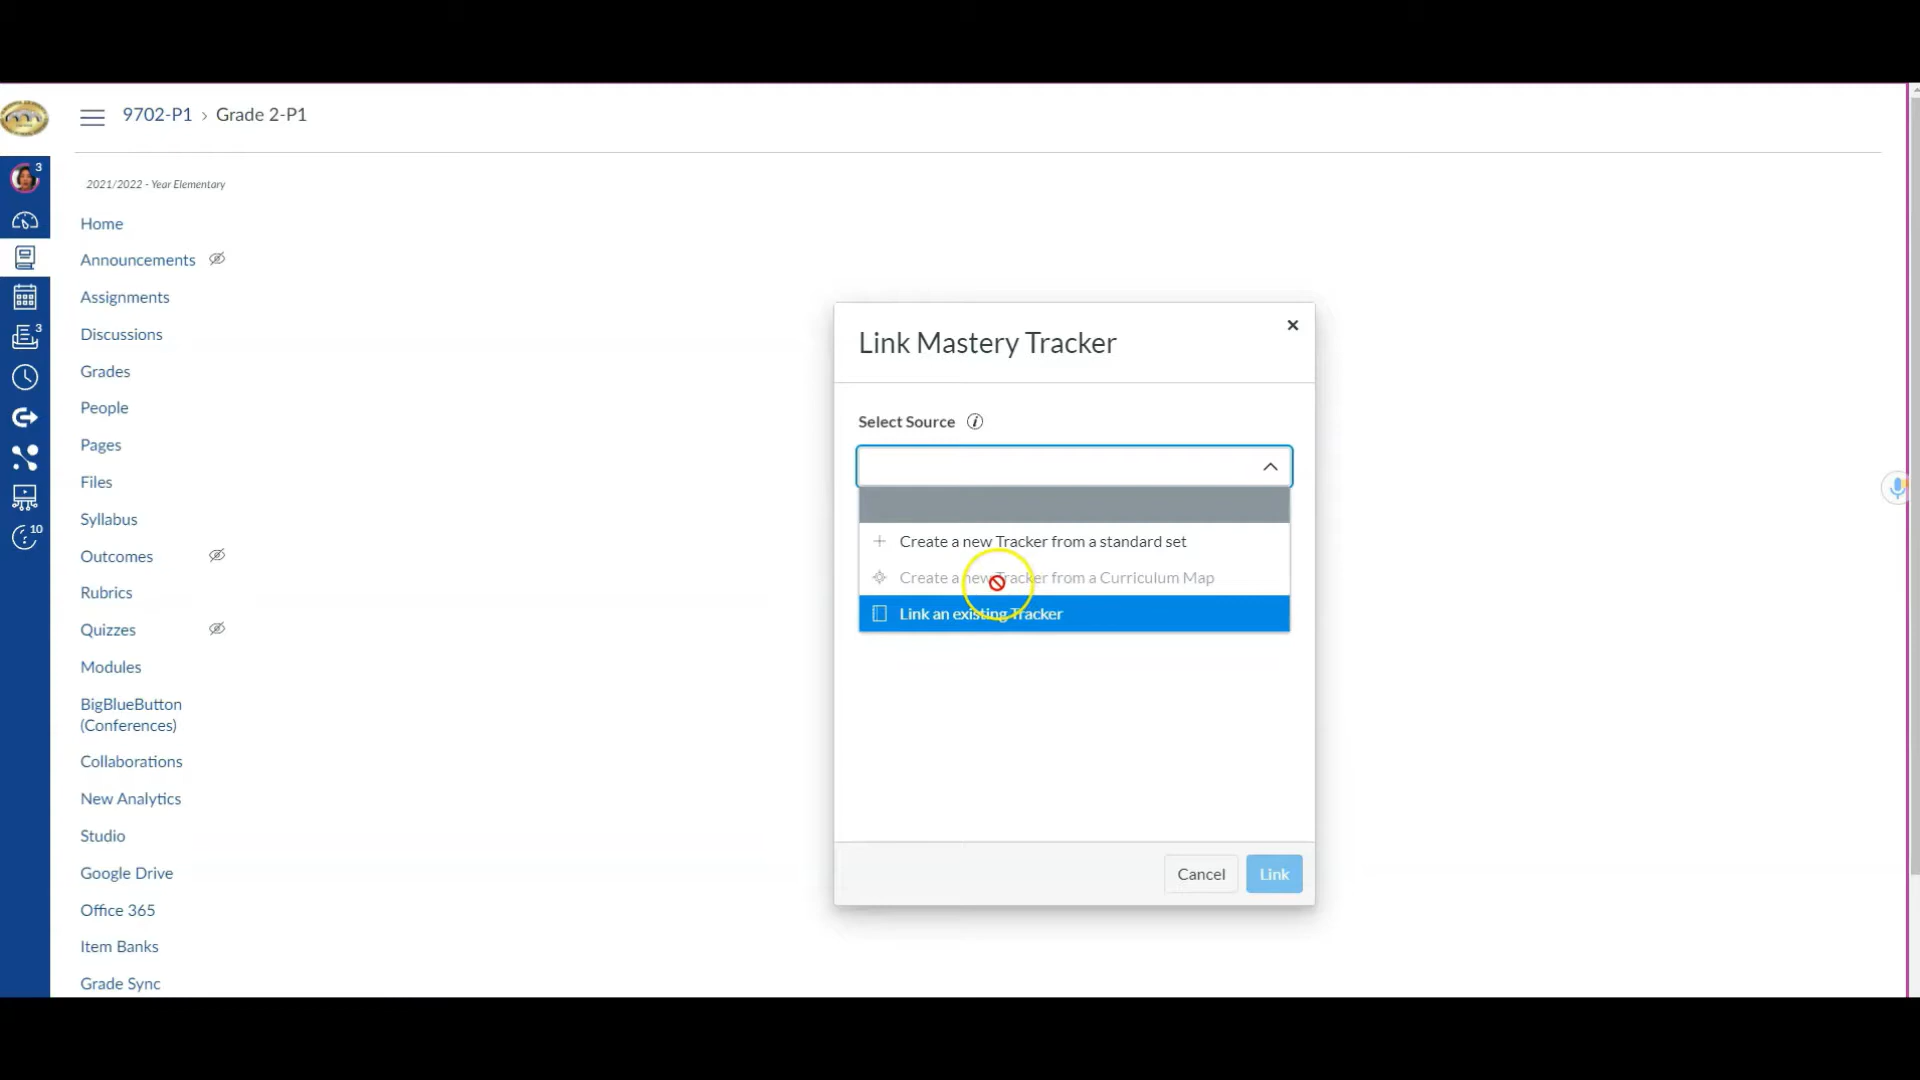 9702-P1 › Grade 2-P1
2021/2022 - Year Elementary
3
Home
Announcements
Assignments
Discussions
3
Grades
People
Pages
Files
Syllabus
10
Outcomes
Rubrics
Quizzes
Modules
BigBlueButton
(Conferences)
Collaborations
New Analytics
Studio
Google Drive
Office 365
Item Banks
Grade Sync
Link Mastery Tracker
Select Source
Create a new Tracker from a standard set
Create a new Tracker from a Curriculum Map
Link an existing Tracker
Cancel
Link